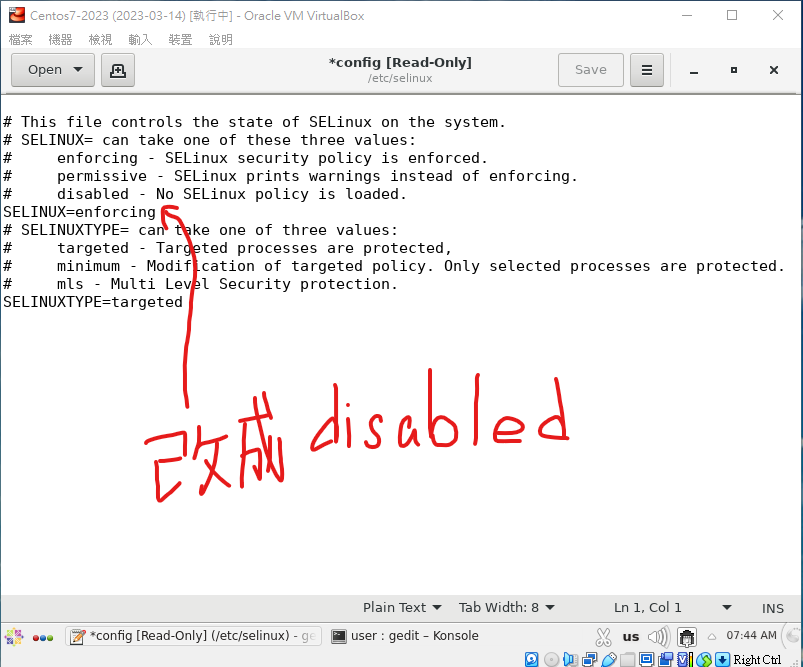 Centos7-2023 (2023-03-14) [執行中] - Oracle VM VirtualBox
檔案 機器 檢視 輸入 裝置 說明
Open
*config [Read-Only]
/etc/selinux
Save
# This file controls the state of SELinux on the system.
# SELINUX= can take one of these three values:
#     enforcing - SELinux security policy is enforced.
#     permissive - SELinux prints warnings instead of enforcing.
#     disabled - No SELinux policy is loaded.
SELINUX=enforcing
# SELINUXTYPE= can take one of three values:
#     targeted - Targeted processes are protected,
#     minimum - Modification of targeted policy. Only selected processes are protected.
#     mls - Multi Level Security protection.
SELINUXTYPE=targeted
改成 disabled
Plain Text Tab Width: 8 Ln 1, Col 1 INS
*config [Read-Only] (/etc/selinux) - ge user : gedit – Konsole us 07:44 AM
Right Ctrl